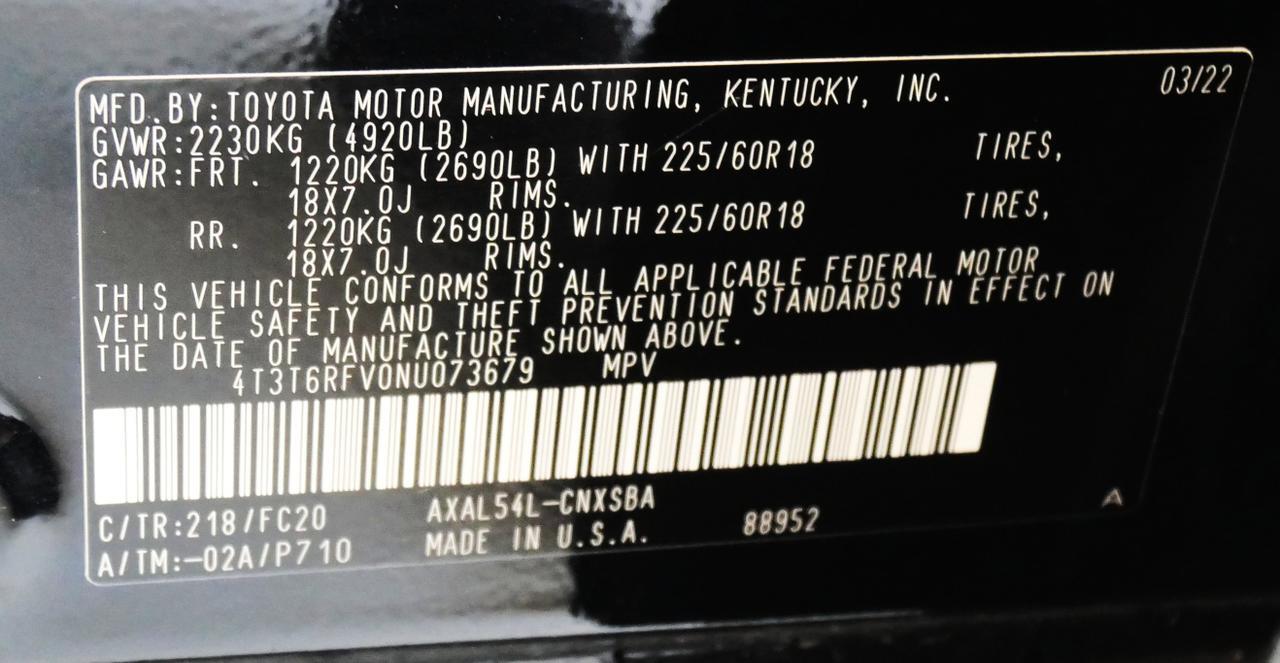 03/22
MFD.BY:TOYOTA MOTOR MANUFACTURING, KENTUCKY, INC.
GVWR:2230KG (4920LB)
GAWR:FRT. 1220KG (2690LB) WITH 225/60R18 TIRES,
18X7.0J RIMS.
RR. 1220KG (2690LB) WITH 225/60R18 TIRES,
18X7.0J RIMS.
THIS VEHICLE CONFORMS TO ALL APPLICABLE FEDERAL MOTOR
VEHICLE SAFETY AND THEFT PREVENTION STANDARDS IN EFFECT ON
THE DATE OF MANUFACTURE SHOWN ABOVE.
4T3T6RFV0NU073679 MPV
C/TR:218/FC20 AXAL54L-CNXSBA
A/TM:-02A/P710 MADE IN U.S.A. 88952
A